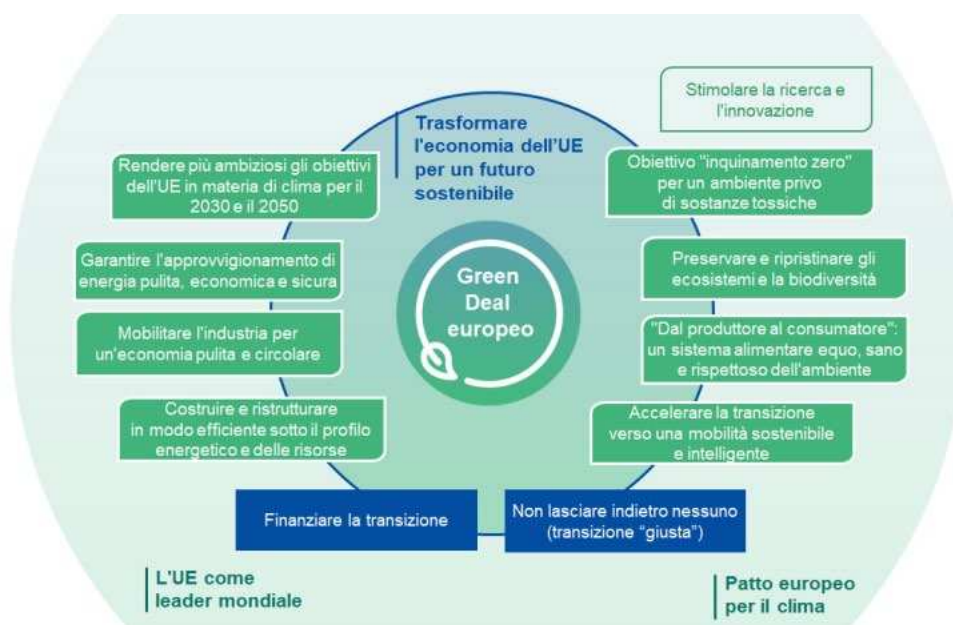 Stimolare la ricerca e
l'innovazione
Trasformare
l'economia dell'UE
per un futuro
sostenibile
Rendere più ambiziosi gli obiettivi
dell'UE in materia di clima per il
2030 e il 2050
Obiettivo "inquinamento zero"
per un ambiente privo
di sostanze tossiche
Garantire l'approvvigionamento di
energia pulita, economica e sicura
Preservare e ripristinare gli
ecosistemi e la biodiversità
Green
Deal
europeo
Mobilitare l'industria per
un'economia pulita e circolare
"Dal produttore al consumatore":
un sistema alimentare equo, sano
e rispettoso dell'ambiente
Costruire e ristrutturare
in modo efficiente sotto il profilo
energetico e delle risorse
Accelerare la transizione
verso una mobilità sostenibile
e intelligente
Finanziare la transizione
Non lasciare indietro nessuno
(transizione "giusta")
L'UE come
leader mondiale
Patto europeo
per il clima